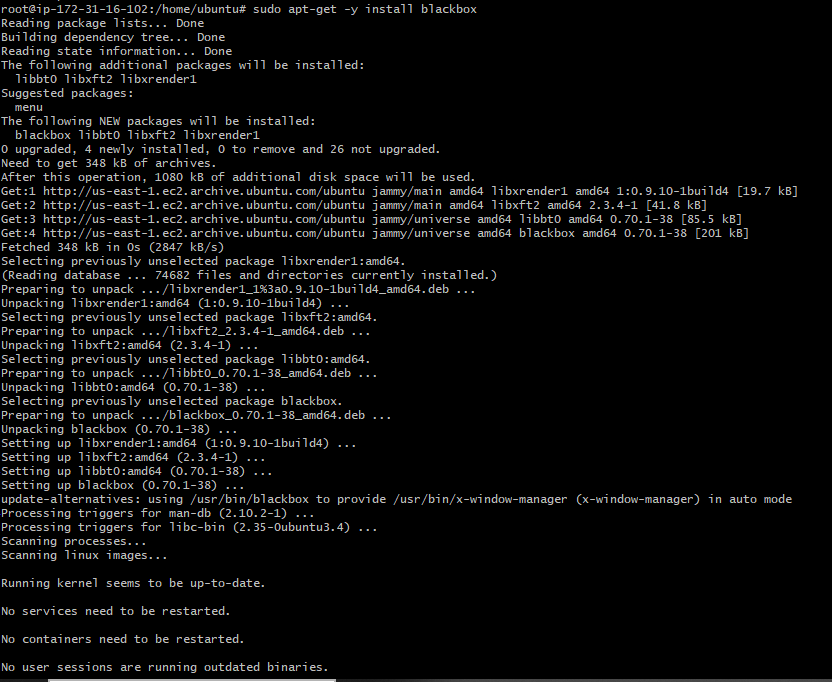 root@ip-172-31-16-102:/home/ubuntu# sudo apt-get -y install blackbox
Reading package lists... Done
Building dependency tree... Done
Reading state information... Done
The following additional packages will be installed:
  libbt0 libxft2 libxrender1
Suggested packages:
  menu
The following NEW packages will be installed:
  blackbox libbt0 libxft2 libxrender1
0 upgraded, 4 newly installed, 0 to remove and 26 not upgraded.
Need to get 348 kB of archives.
After this operation, 1080 kB of additional disk space will be used.
Get:1 http://us-east-1.ec2.archive.ubuntu.com/ubuntu jammy/main amd64 libxrender1 amd64 1:0.9.10-1build4 [19.7 kB]
Get:2 http://us-east-1.ec2.archive.ubuntu.com/ubuntu jammy/main amd64 libxft2 amd64 2.3.4-1 [41.8 kB]
Get:3 http://us-east-1.ec2.archive.ubuntu.com/ubuntu jammy/universe amd64 libbt0 amd64 0.70.1-38 [85.5 kB]
Get:4 http://us-east-1.ec2.archive.ubuntu.com/ubuntu jammy/universe amd64 blackbox amd64 0.70.1-38 [201 kB]
Fetched 348 kB in 0s (2847 kB/s)
Selecting previously unselected package libxrender1:amd64.
(Reading database ... 74682 files and directories currently installed.)
Preparing to unpack .../libxrender1_1%3a0.9.10-1build4_amd64.deb ...
Unpacking libxrender1:amd64 (1:0.9.10-1build4) ...
Selecting previously unselected package libxft2:amd64.
Preparing to unpack .../libxft2_2.3.4-1_amd64.deb ...
Unpacking libxft2:amd64 (2.3.4-1) ...
Selecting previously unselected package libbt0:amd64.
Preparing to unpack .../libbt0_0.70.1-38_amd64.deb ...
Unpacking libbt0:amd64 (0.70.1-38) ...
Selecting previously unselected package blackbox.
Preparing to unpack .../blackbox_0.70.1-38_amd64.deb ...
Unpacking blackbox (0.70.1-38) ...
Setting up libxrender1:amd64 (1:0.9.10-1build4) ...
Setting up libxft2:amd64 (2.3.4-1) ...
Setting up libbt0:amd64 (0.70.1-38) ...
Setting up blackbox (0.70.1-38) ...
update-alternatives: using /usr/bin/blackbox to provide /usr/bin/x-window-manager (x-window-manager) in auto mode
Processing triggers for man-db (2.10.2-1) ...
Processing triggers for libc-bin (2.35-0ubuntu3.4) ...
Scanning processes...
Scanning linux images...

Running kernel seems to be up-to-date.

No services need to be restarted.

No containers need to be restarted.

No user sessions are running outdated binaries.